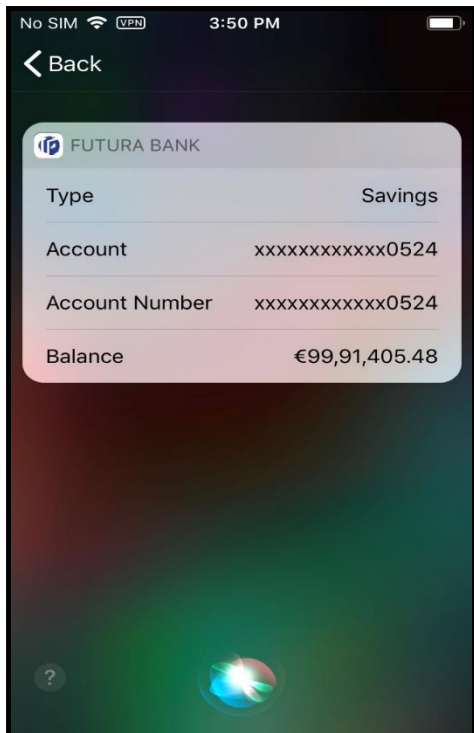 No SIM VPN 3:50 PM
Back
FUTURA BANK
Type Savings
Account xxxxxxxxxxxx0524
Account Number xxxxxxxxxxxx0524
Balance €99,91,405.48
?